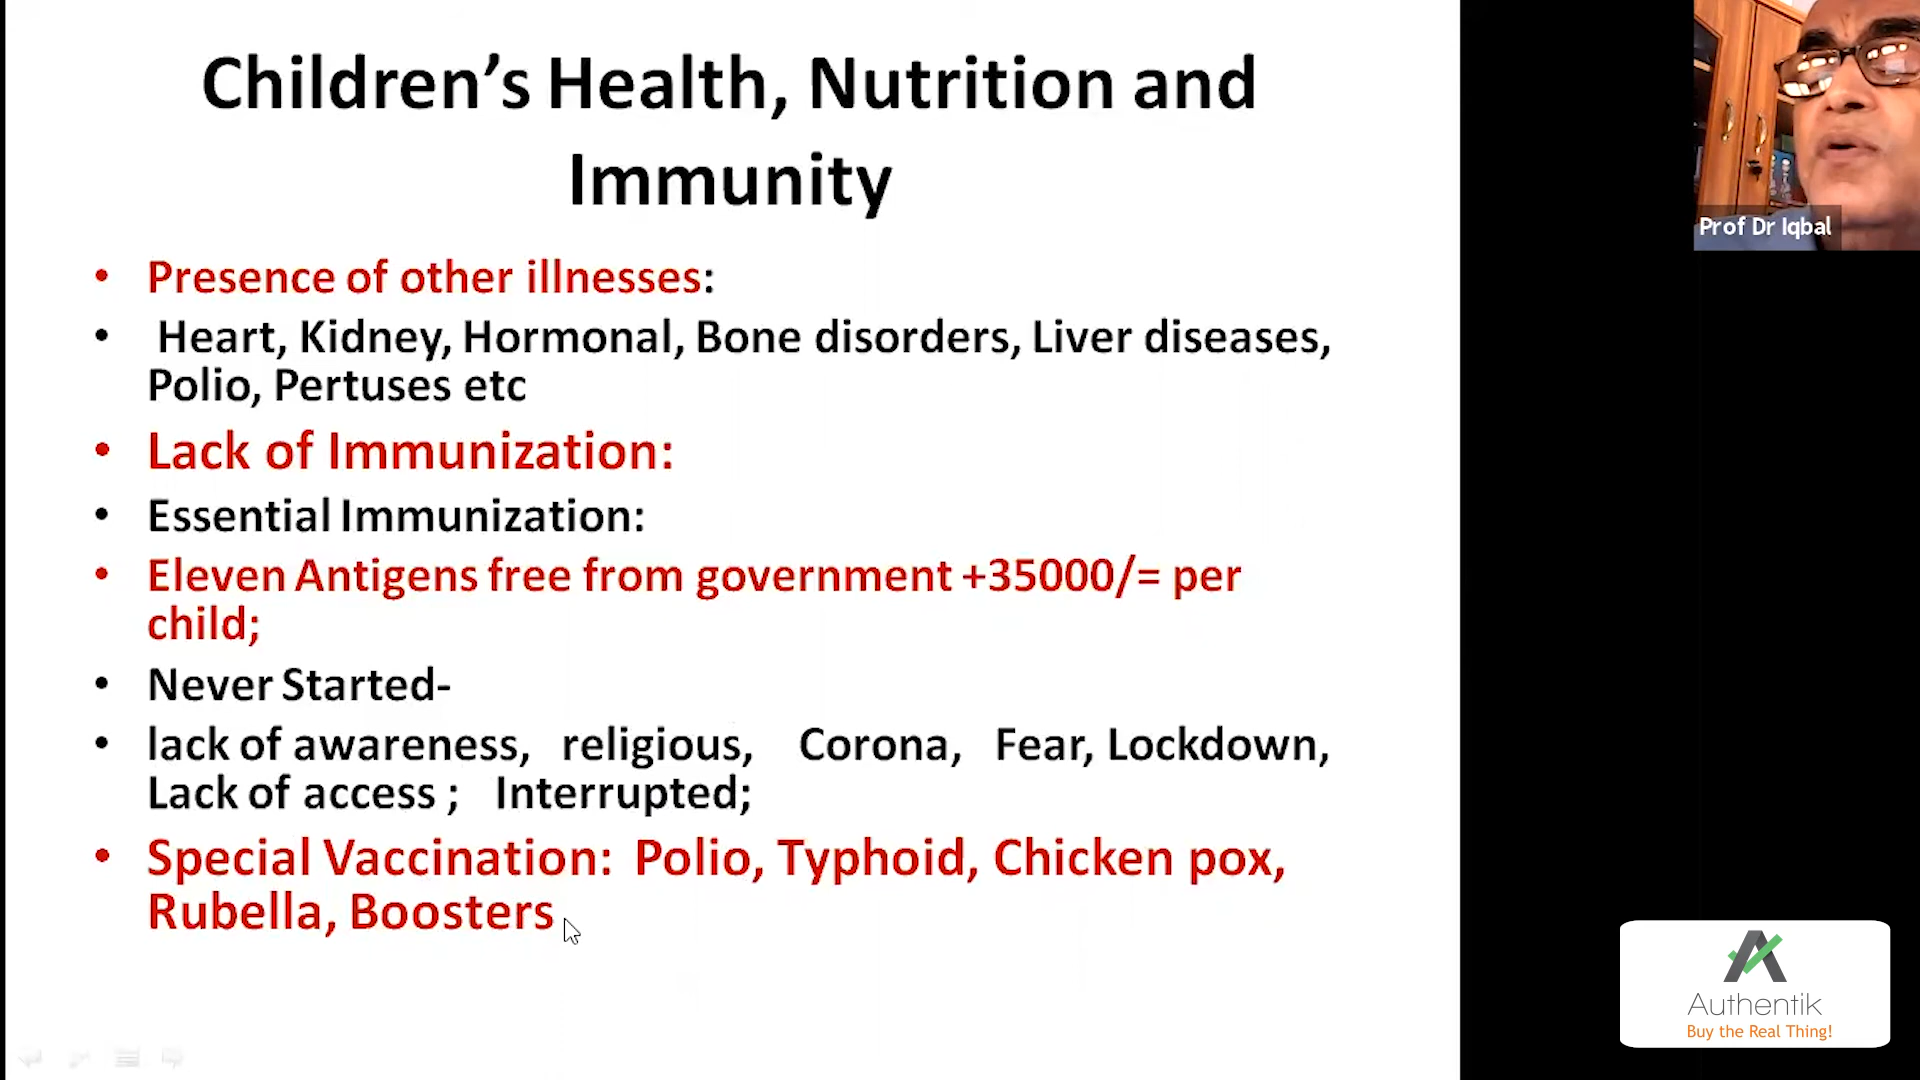 Children’s Health, Nutrition and
Immunity
• Presence of other illnesses:
• Heart, Kidney, Hormonal, Bone disorders, Liver diseases,
Polio, Pertuses etc
• Lack of Immunization:
• Essential Immunization:
• Eleven Antigens free from government +35000/= per
child;
• Never Started-
• lack of awareness, religious, Corona, Fear, Lockdown,
Lack of access ; Interrupted;
• Special Vaccination: Polio, Typhoid, Chicken pox,
Rubella, Boosters
Prof Dr Iqbal
Authentik
Buy the Real Thing!